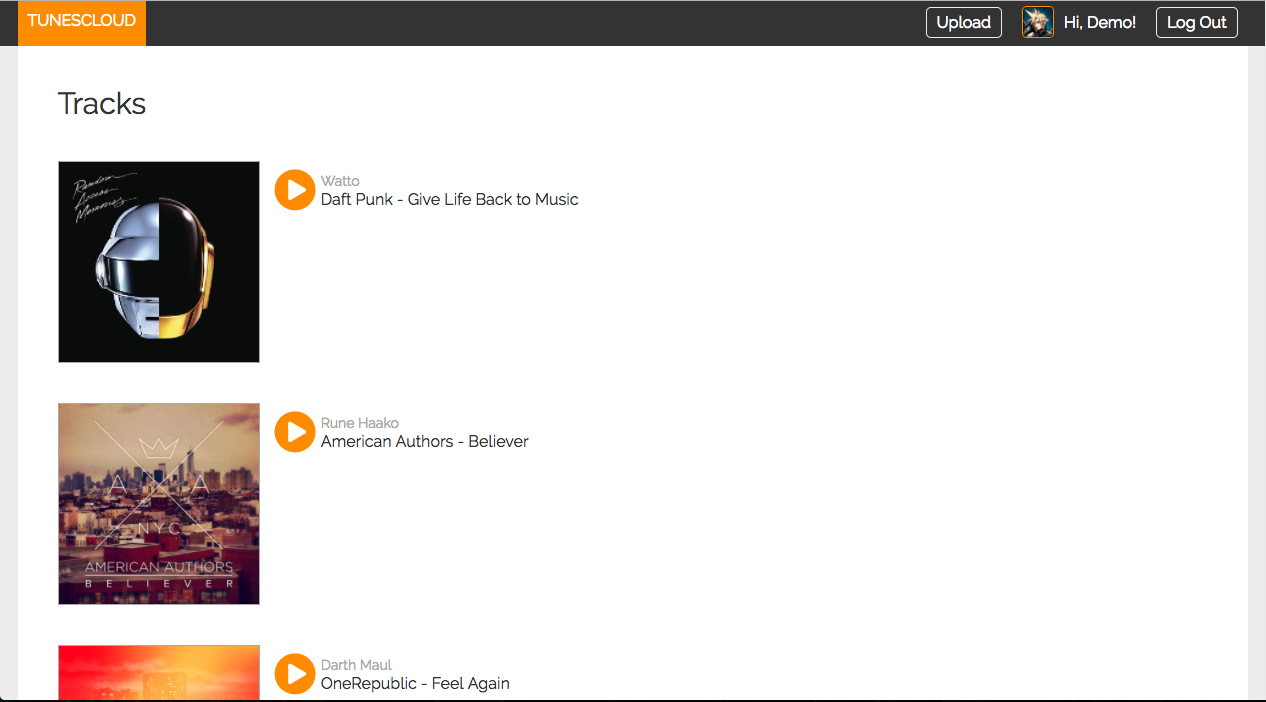 TUNESCLOUD
Upload
Hi, Demo!
Log Out
Tracks
Random
Access
Memories
Watto
Daft Punk - Give Life Back to Music
A A
NYC
AMERICAN AUTHORS
BELIEVER
Rune Haako
American Authors - Believer
Darth Maul
OneRepublic - Feel Again